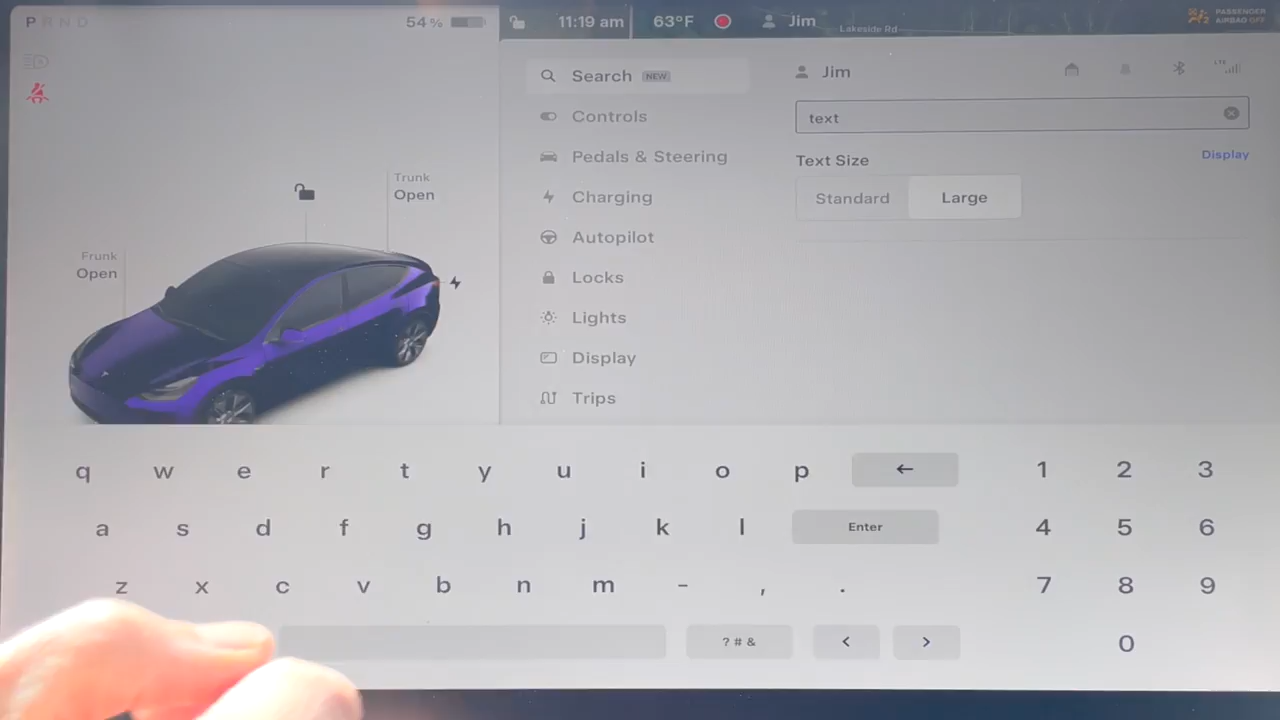 P R N D
54 %
11:19 am
63°F
Jim
Lakeside Rd
PASSENGER
AIRBAG OFF
Trunk
Open
Frunk
Open
Search NEW
Controls
Pedals & Steering
Charging
Autopilot
Locks
Lights
Display
Trips
Jim
LTE
text
Text Size
Display
Standard
Large
q w e r t y u i o p ← 1 2 3
a s d f g h j k l Enter 4 5 6
z x c v b n m - , . 7 8 9
? # & < > 0